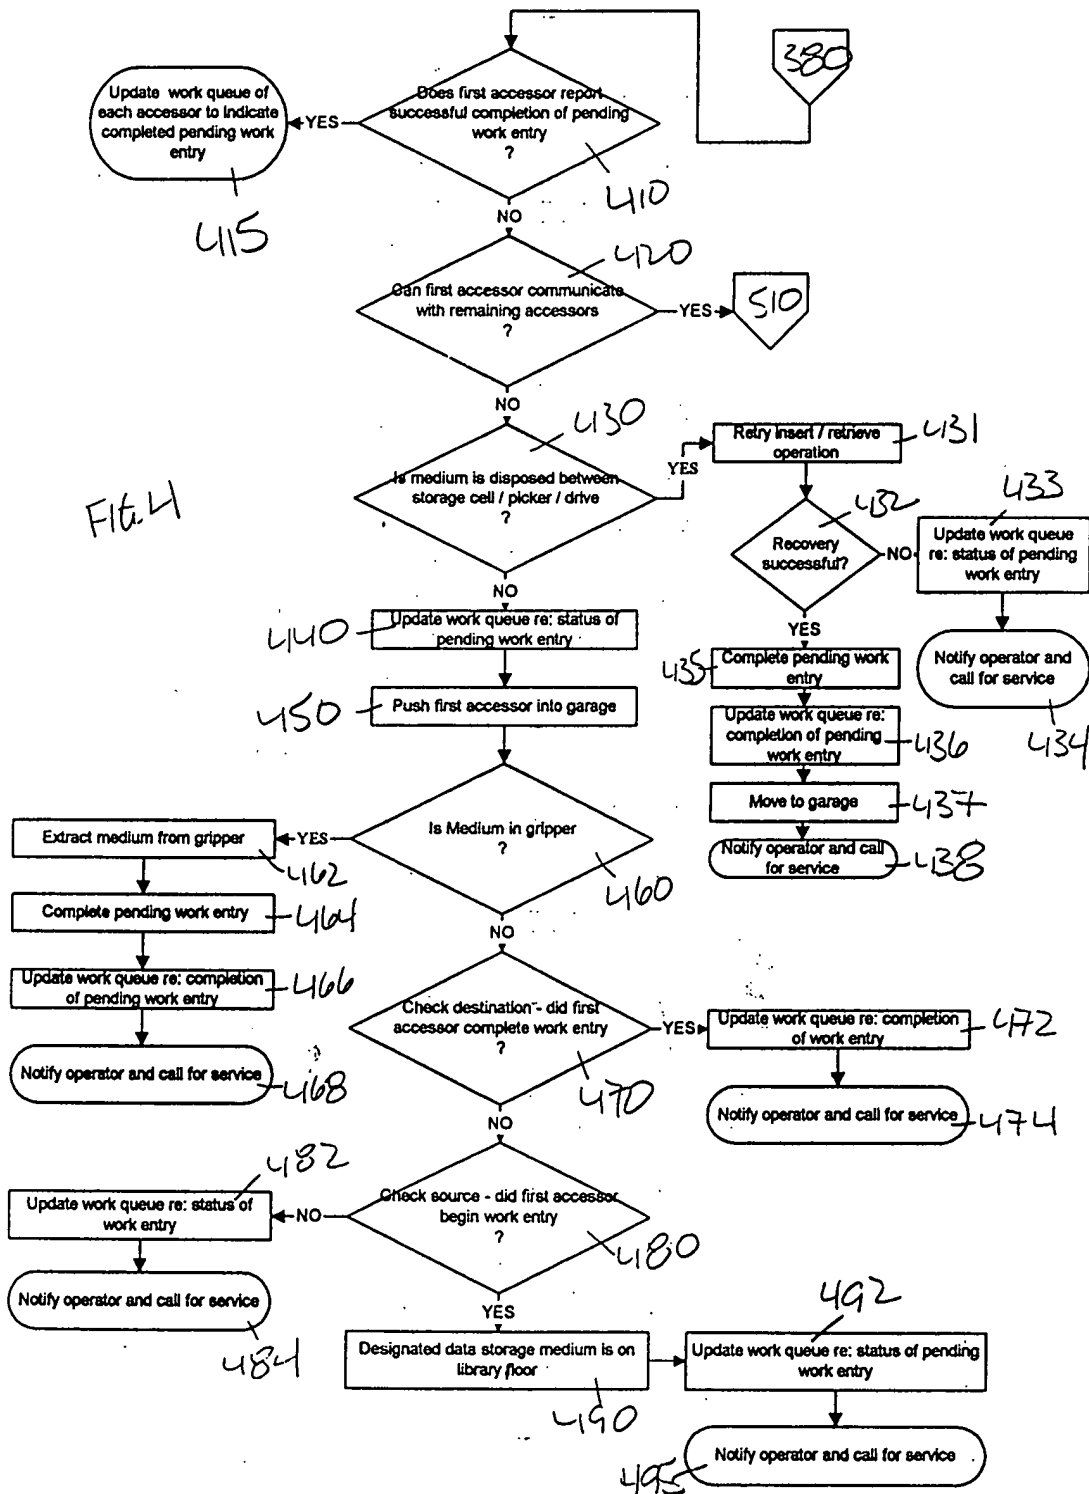 380
Does first accessor report
successful completion of pending
work entry
?
410
YES
Update work queue of
each accessor to indicate
completed pending work
entry
415
NO
420
Can first accessor communicate
with remaining accessors
?
YES
510
NO
430
Is medium is disposed between
storage cell / picker / drive
?
YES
Retry insert / retrieve
operation
431
FIG. 4
432
Recovery
successful?
NO
433
Update work queue
re: status of pending
work entry
Notify operator and
call for service
434
YES
435
Complete pending work
entry
Update work queue re:
completion of pending
work entry
436
Move to garage
437
Notify operator and call
for service
438
NO
440
Update work queue re: status of
pending work entry
450
Push first accessor into garage
Is Medium in gripper
?
460
YES
Extract medium from gripper
462
Complete pending work entry
464
Update work queue re: completion
of pending work entry
466
Notify operator and call for service
468
NO
Check destination - did first
accessor complete work entry
?
470
YES
Update work queue re: completion
of work entry
472
Notify operator and call for service
474
NO
Check source - did first accessor
begin work entry
?
480
NO
482
Update work queue re: status of
work entry
Notify operator and call for service
484
YES
Designated data storage medium is on
library floor
490
492
Update work queue re: status of pending
work entry
Notify operator and call for service
495